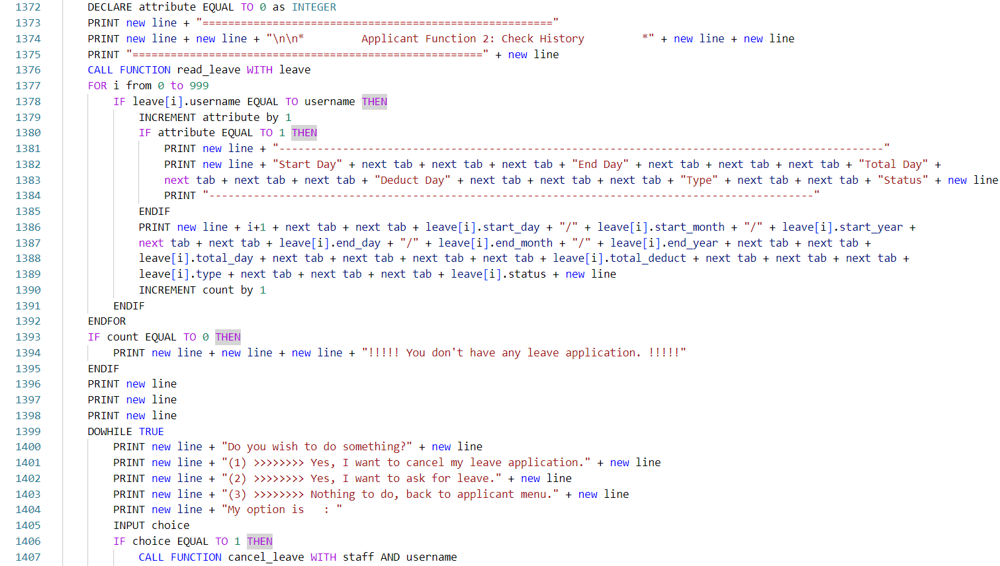 1372 DECLARE attribute EQUAL TO 0 as INTEGER
1373 PRINT new line + "======================================================="
1374 PRINT new line + new line + "\n\n*         Applicant Function 2: Check History         *" + new line + new line
1375 PRINT "=======================================================" + new line
1376 CALL FUNCTION read_leave WITH leave
1377 FOR i from 0 to 999
1378     IF leave[i].username EQUAL TO username THEN
1379         INCREMENT attribute by 1
1380         IF attribute EQUAL TO 1 THEN
1381             PRINT new line + "-----------------------------------------------------------------------------------------------"
1382             PRINT new line + "Start Day" + next tab + next tab + next tab + "End Day" + next tab + next tab + next tab + "Total Day" +
1383             next tab + next tab + next tab + "Deduct Day" + next tab + next tab + next tab + "Type" + next tab + next tab + "Status" + new line
1384             PRINT "-----------------------------------------------------------------------------------------------"
1385         ENDIF
1386         PRINT new line + i+1 + next tab + next tab + leave[i].start_day + "/" + leave[i].start_month + "/" + leave[i].start_year +
1387         next tab + next tab + leave[i].end_day + "/" + leave[i].end_month + "/" + leave[i].end_year + next tab + next tab +
1388         leave[i].total_day + next tab + next tab + next tab + next tab + leave[i].total_deduct + next tab + next tab + next tab +
1389         leave[i].type + next tab + next tab + next tab + leave[i].status + new line
1390         INCREMENT count by 1
1391     ENDIF
1392 ENDFOR
1393 IF count EQUAL TO 0 THEN
1394     PRINT new line + new line + new line + "!!!!! You don't have any leave application. !!!!!"
1395 ENDIF
1396 PRINT new line
1397 PRINT new line
1398 PRINT new line
1399 DOWHILE TRUE
1400     PRINT new line + "Do you wish to do something?" + new line
1401     PRINT new line + "(1) >>>>>>>> Yes, I want to cancel my leave application." + new line
1402     PRINT new line + "(2) >>>>>>>> Yes, I want to ask for leave." + new line
1403     PRINT new line + "(3) >>>>>>>> Nothing to do, back to applicant menu." + new line
1404     PRINT new line + "My option is   : "
1405     INPUT choice
1406     IF choice EQUAL TO 1 THEN
1407         CALL FUNCTION cancel_leave WITH staff AND username